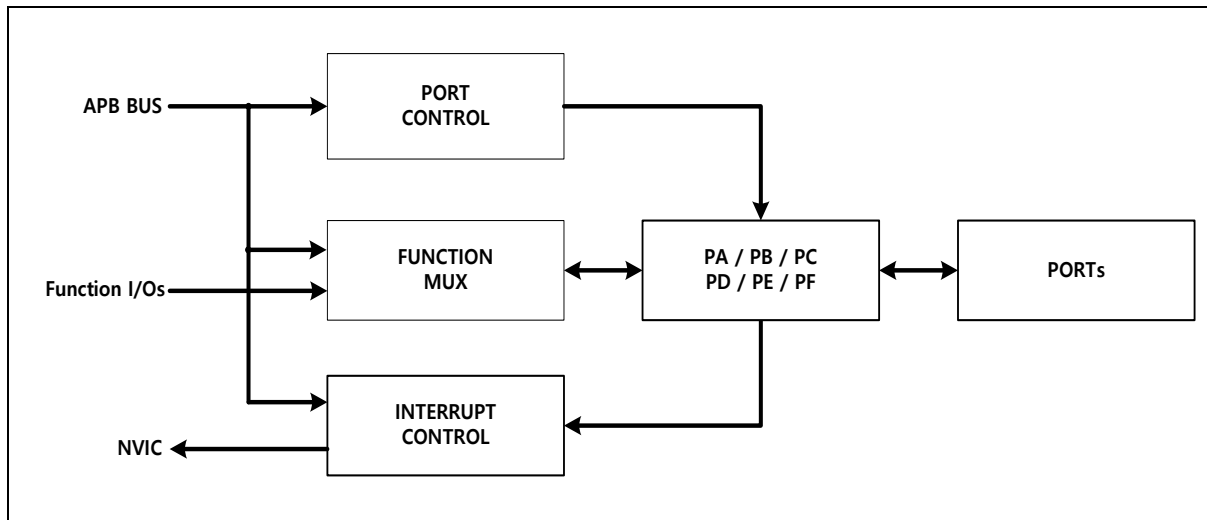 APB BUS
PORT
CONTROL
Function I/Os
FUNCTION
MUX
PA / PB / PC
PD / PE / PF
PORTs
NVIC
INTERRUPT
CONTROL